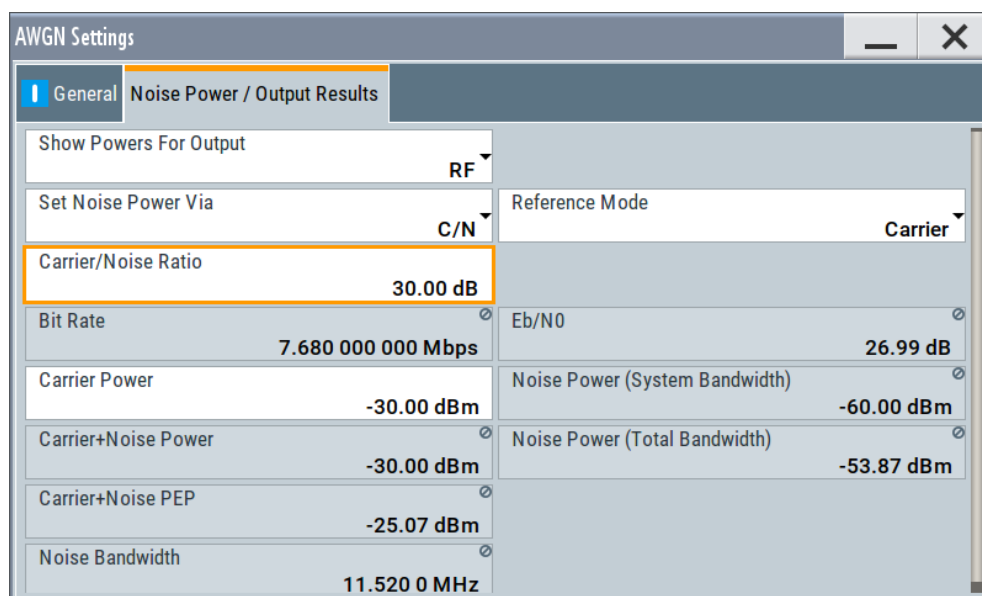 AWGN Settings
General Noise Power / Output Results
Show Powers For Output
RF
Set Noise Power Via
C/N
Reference Mode
Carrier
Carrier/Noise Ratio
30.00 dB
Bit Rate
7.680 000 000 Mbps
Eb/N0
26.99 dB
Carrier Power
-30.00 dBm
Noise Power (System Bandwidth)
-60.00 dBm
Carrier+Noise Power
-30.00 dBm
Noise Power (Total Bandwidth)
-53.87 dBm
Carrier+Noise PEP
-25.07 dBm
Noise Bandwidth
11.520 0 MHz